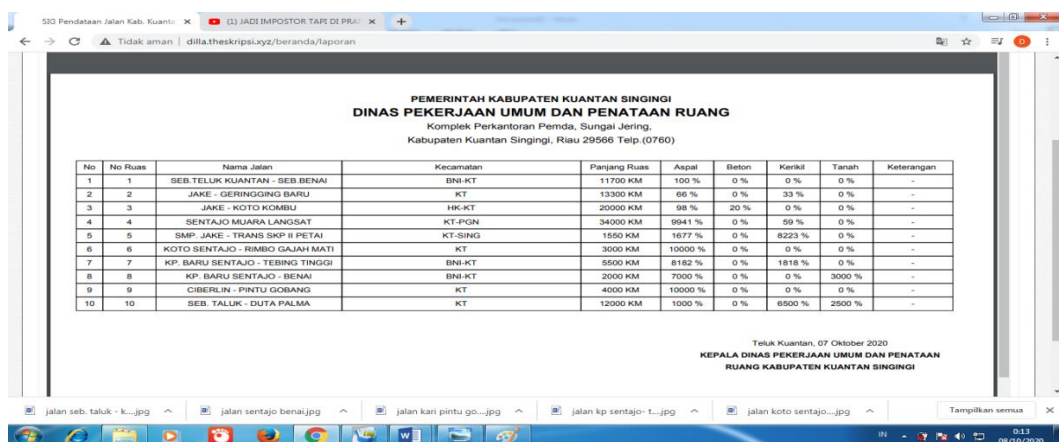 SIG Pendataan Jalan Kab. Kuanta
(1) JADI IMPOSTOR TAPI DI PRA
Tidak aman | dilla.theskripsi.xyz/beranda/laporan
D
PEMERINTAH KABUPATEN KUANTAN SINGINGI
DINAS PEKERJAAN UMUM DAN PENATAAN RUANG
Komplek Perkantoran Pemda, Sungai Jering,
Kabupaten Kuantan Singingi, Riau 29566 Telp.(0760)
No No Ruas Nama Jalan Kecamatan Panjang Ruas Aspal Beton Kerikil Tanah Keterangan
1 1 SEB.TELUK KUANTAN - SEB.BENAI BNI-KT 11700 KM 100 % 0 % 0 % 0 % -
2 2 JAKE - GERINGGING BARU KT 13300 KM 66 % 0 % 33 % 0 % -
3 3 JAKE - KOTO KOMBU HK-KT 20000 KM 98 % 20 % 0 % 0 % -
4 4 SENTAJO MUARA LANGSAT KT-PGN 34000 KM 9941 % 0 % 59 % 0 % -
5 5 SMP. JAKE - TRANS SKP II PETAI KT-SING 1550 KM 1677 % 0 % 8223 % 0 % -
6 6 KOTO SENTAJO - RIMBO GAJAH MATI KT 3000 KM 10000 % 0 % 0 % 0 % -
7 7 KP. BARU SENTAJO - TEBING TINGGI BNI-KT 5500 KM 8182 % 0 % 1818 % 0 % -
8 8 KP. BARU SENTAJO - BENAI BNI-KT 2000 KM 7000 % 0 % 0 % 3000 % -
9 9 CIBERLIN - PINTU GOBANG KT 4000 KM 10000 % 0 % 0 % 0 % -
10 10 SEB. TALUK - DUTA PALMA KT 12000 KM 1000 % 0 % 6500 % 2500 % -
Teluk Kuantan, 07 Oktober 2020
KEPALA DINAS PEKERJAAN UMUM DAN PENATAAN
RUANG KABUPATEN KUANTAN SINGINGI
jalan seb. taluk - k....jpg jalan sentajo benai.jpg jalan kari pintu go....jpg jalan kp sentajo- t....jpg jalan koto sentajo....jpg Tampilkan semua
IN 0:13
08/10/2020